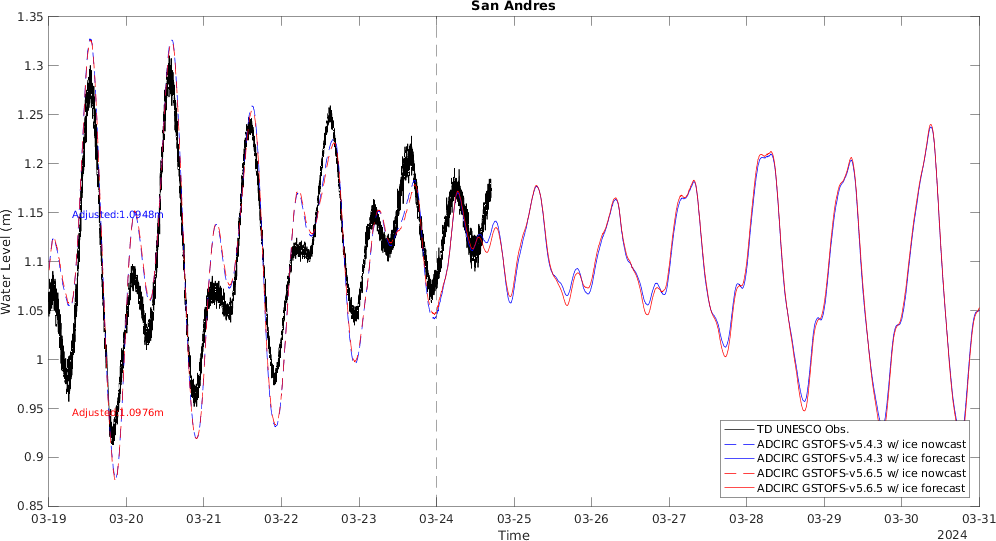 San Andres
1.35
1.3
1.25
1.2
1.15
1.1
1.05
1
0.95
0.9
0.85
Water Level (m)
Adjusted:1.0948m
Adjusted:1.0976m
TD UNESCO Obs.
ADCIRC GSTOFS-v5.4.3 w/ ice nowcast
ADCIRC GSTOFS-v5.4.3 w/ ice forecast
ADCIRC GSTOFS-v5.6.5 w/ ice nowcast
ADCIRC GSTOFS-v5.6.5 w/ ice forecast
03-19 03-20 03-21 03-22 03-23 03-24 03-25 03-26 03-27 03-28 03-29 03-30 03-31
Time
2024